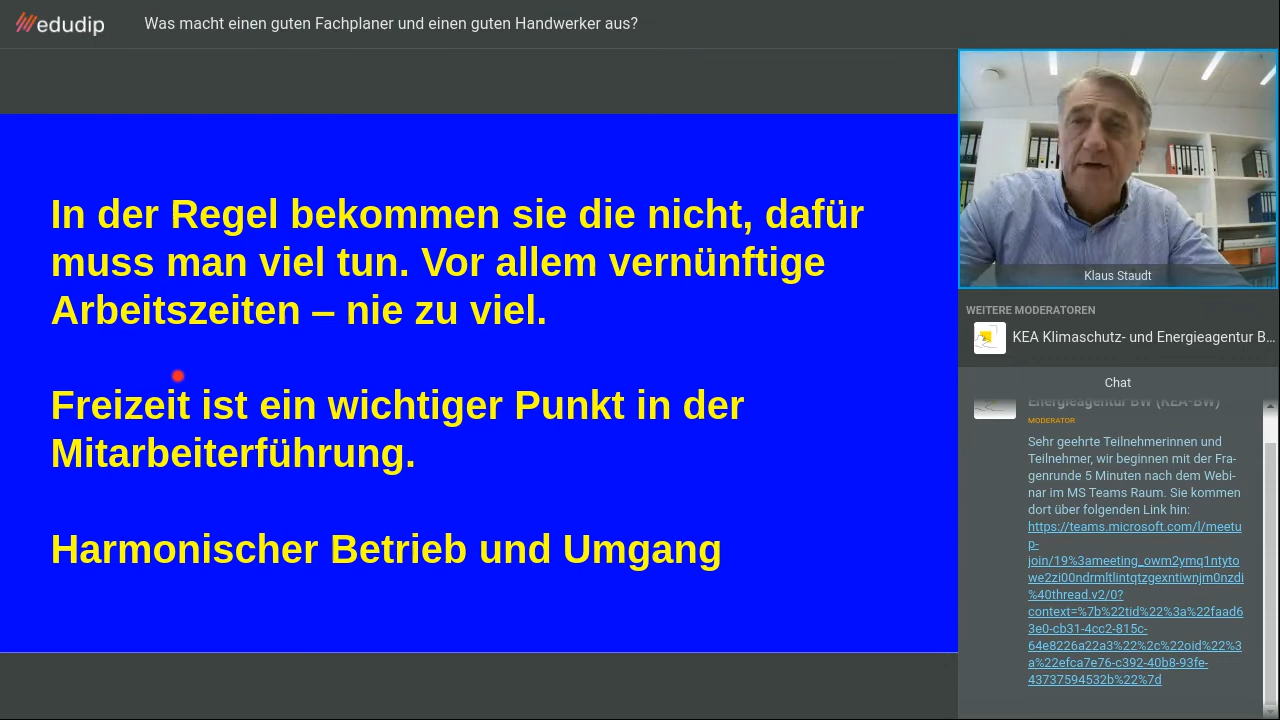 edudip
Was macht einen guten Fachplaner und einen guten Handwerker aus?
In der Regel bekommen sie die nicht, dafür
muss man viel tun. Vor allem vernünftige
Arbeitszeiten – nie zu viel.
Freizeit ist ein wichtiger Punkt in der
Mitarbeiterführung.
Harmonischer Betrieb und Umgang
Klaus Staudt
WEITERE MODERATOREN
KEA Klimaschutz- und Energieagentur B...
Chat
Energieagentur BW (KEA-BW)
MODERATOR
Sehr geehrte Teilnehmerinnen und
Teilnehmer, wir beginnen mit der Fra-
genrunde 5 Minuten nach dem Webi-
nar im MS Teams Raum. Sie kommen
dort über folgenden Link hin:
https://teams.microsoft.com/l/meetu
p-
join/19%3ameeting_owm2ymq1ntyto
we2zi00ndrmltlintqtzgexntiwnjm0nzdi
%40thread.v2/0?
context=%7b%22tid%22%3a%22faad6
3e0-cb31-4cc2-815c-
64e8226a22a3%22%2c%22oid%22%3
a%22efca7e76-c392-40b8-93fe-
43737594532b%22%7d